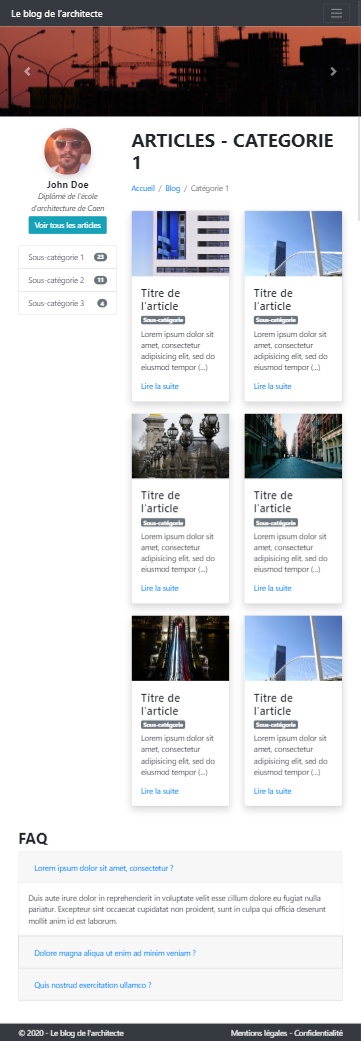 Le blog de l'architecte
John Doe
Diplômé de l'école
d'architecture de Caen
Voir tous les articles
Sous-catégorie 1 25
Sous-catégorie 2 11
Sous-catégorie 3 4
ARTICLES - CATEGORIE
1
Accueil / Blog / Catégorie 1
Titre de
l'article
Sous-catégorie
Lorem ipsum dolor sit
amet, consectetur
adipisicing elit, sed do
eiusmod tempor (...)
Lire la suite
Titre de
l'article
Sous-catégorie
Lorem ipsum dolor sit
amet, consectetur
adipisicing elit, sed do
eiusmod tempor (...)
Lire la suite
Titre de
l'article
Sous-catégorie
Lorem ipsum dolor sit
amet, consectetur
adipisicing elit, sed do
eiusmod tempor (...)
Lire la suite
Titre de
l'article
Sous-catégorie
Lorem ipsum dolor sit
amet, consectetur
adipisicing elit, sed do
eiusmod tempor (...)
Lire la suite
Titre de
l'article
Sous-catégorie
Lorem ipsum dolor sit
amet, consectetur
adipisicing elit, sed do
eiusmod tempor (...)
Lire la suite
Titre de
l'article
Sous-catégorie
Lorem ipsum dolor sit
amet, consectetur
adipisicing elit, sed do
eiusmod tempor (...)
Lire la suite
FAQ
Lorem ipsum dolor sit amet, consectetur ?
Duis aute irure dolor in reprehenderit in voluptate velit esse cillum dolore eu fugiat nulla
pariatur. Excepteur sint occaecat cupidatat non proident, sunt in culpa qui officia deserunt
mollit anim id est laborum.
Dolore magna aliqua ut enim ad minim veniam ?
Quis nostrud exercitation ullamco ?
© 2020 - Le blog de l'architecte
Mentions légales - Confidentialité